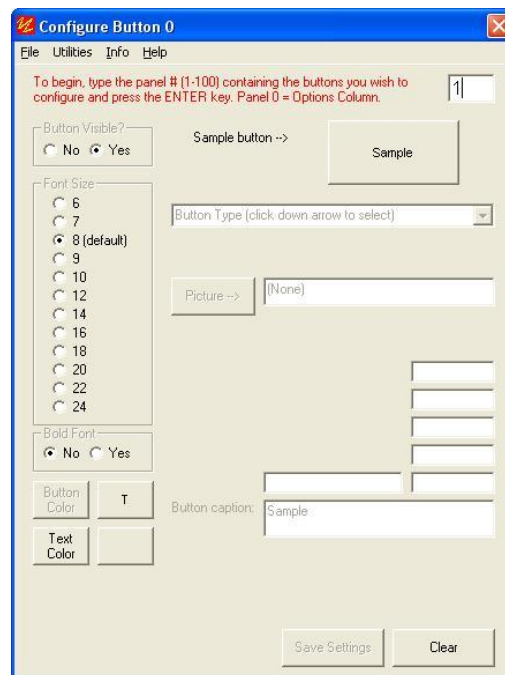 Configure Button 0
File Utilities Info Help
To begin, type the panel # (1-100) containing the buttons you wish to
configure and press the ENTER key. Panel 0 = Options Column.
1
Button Visible?
No Yes
Sample button -->
Sample
Font Size
6
7
8 (default)
9
10
12
14
16
18
20
22
24
Button Type (click down arrow to select)
Picture -->
(None)
Bold Font
No Yes
Button
Color
T
Text
Color
Button caption:
Sample
Save Settings
Clear